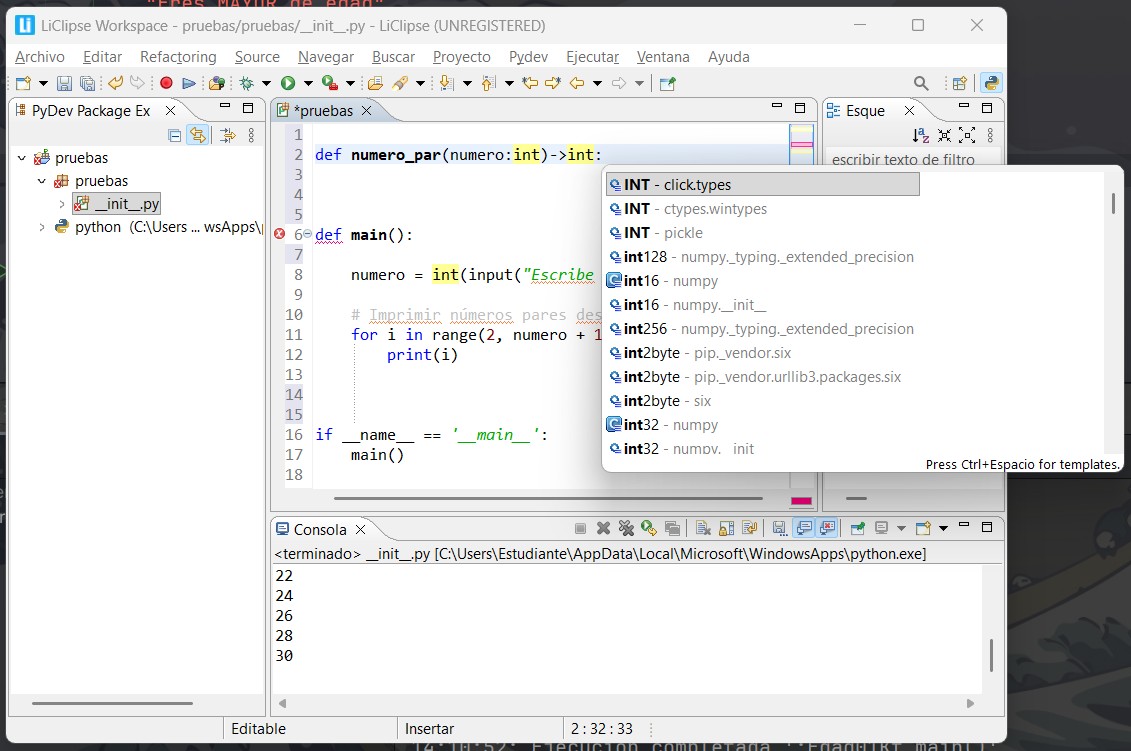 "Eres MAYOR de edad"
LiClipse Workspace - pruebas/pruebas/__init__.py - LiClipse (UNREGISTERED)
Archivo Editar Refactoring Source Navegar Buscar Proyecto Pydev Ejecutar Ventana Ayuda
PyDev Package Ex
pruebas
pruebas
__init__.py
python (C:\Users ... wsApps\p
*pruebas
1
2 def numero_par(numero:int)->int:
3
4
5
6 def main():
7
8 numero = int(input("Escribe
9
10 # Imprimir números pares des
11 for i in range(2, numero + 1
12 print(i)
13
14
15
16 if __name__ == '__main__':
17 main()
18
Esque
escribir texto de filtro
INT - click.types
INT - ctypes.wintypes
INT - pickle
int128 - numpy._typing._extended_precision
int16 - numpy
int16 - numpy.__init__
int256 - numpy._typing._extended_precision
int2byte - pip._vendor.six
int2byte - pip._vendor.urllib3.packages.six
int2byte - six
int32 - numpy
int32 - numpy. init
Press Ctrl+Espacio for templates.
Consola
<terminado> __init__.py [C:\Users\Estudiante\AppData\Local\Microsoft\WindowsApps\python.exe]
22
24
26
28
30
Editable
Insertar
2 : 32 : 33